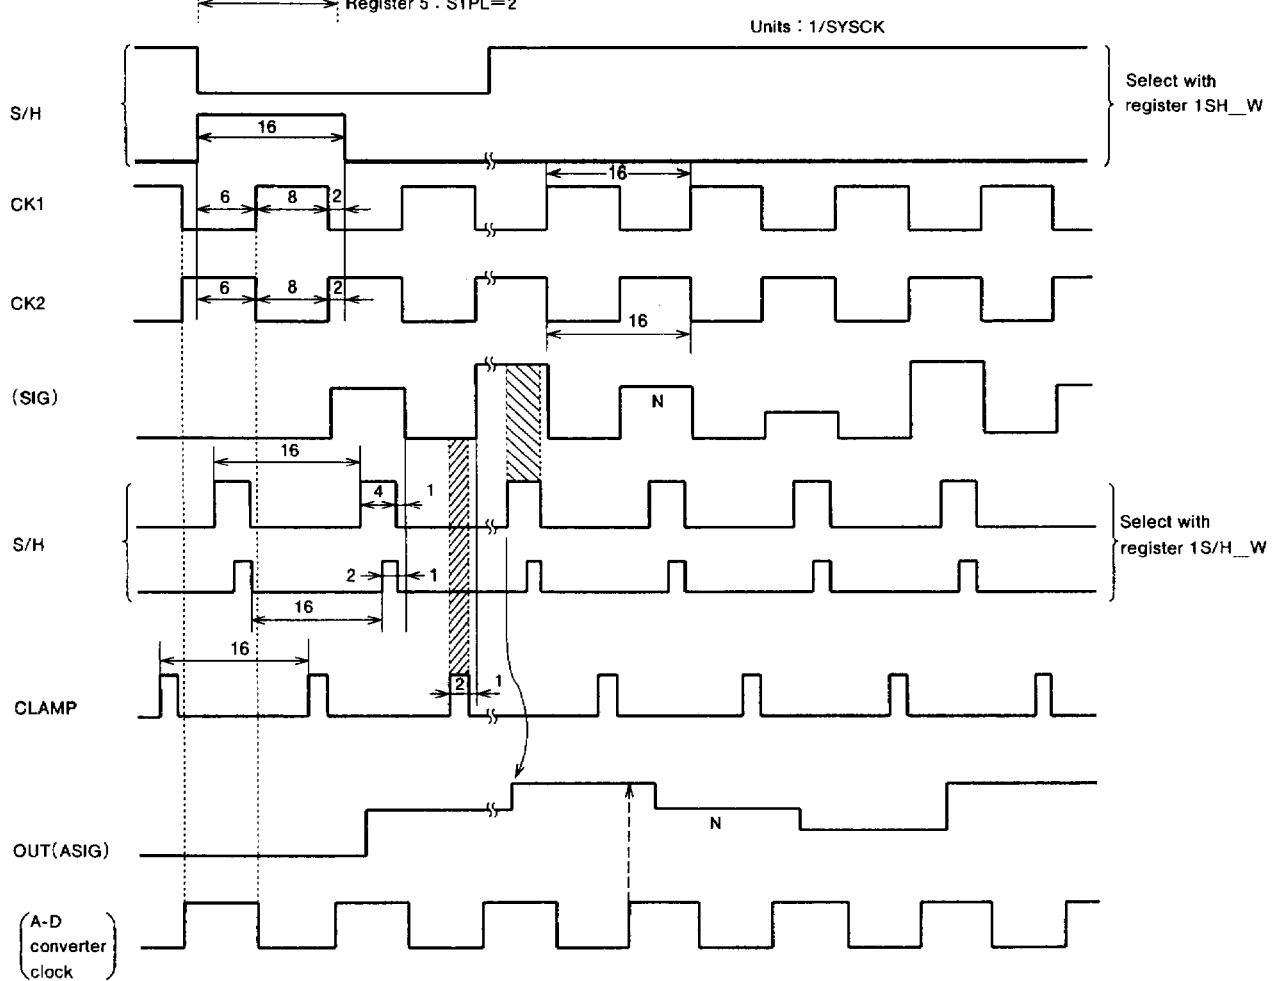 Register 5 : S1PL=2
Units : 1/SYSCK
S/H
16
Select with
register 1SH__W
16
CK1
6 8 2
CK2
6 8 2
16
(SIG)
N
16
4 1
S/H
Select with
register 1S/H__W
2 1
16
16
2 1
CLAMP
N
OUT(ASIG)
A-D
converter
clock